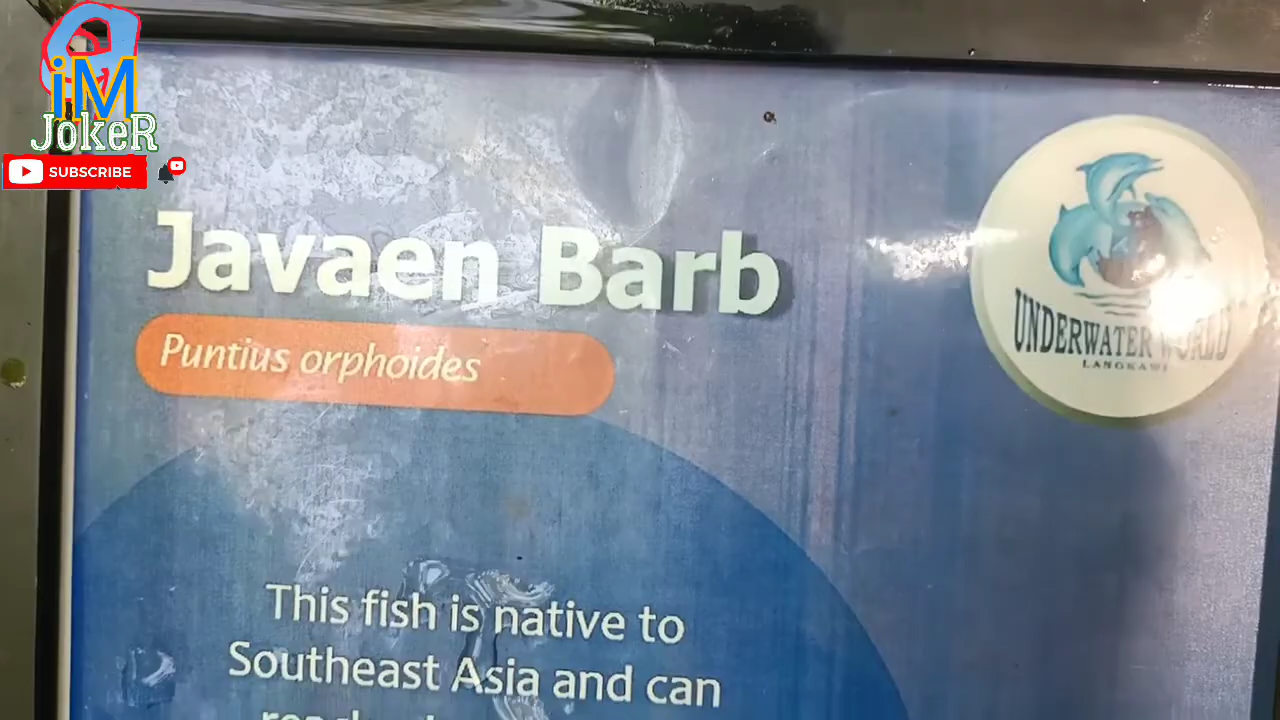 iM
JokeR
SUBSCRIBE
Javaen Barb
Puntius orphoides
UNDERWATER WORLD
LANGKAWI
This fish is native to
Southeast Asia and can